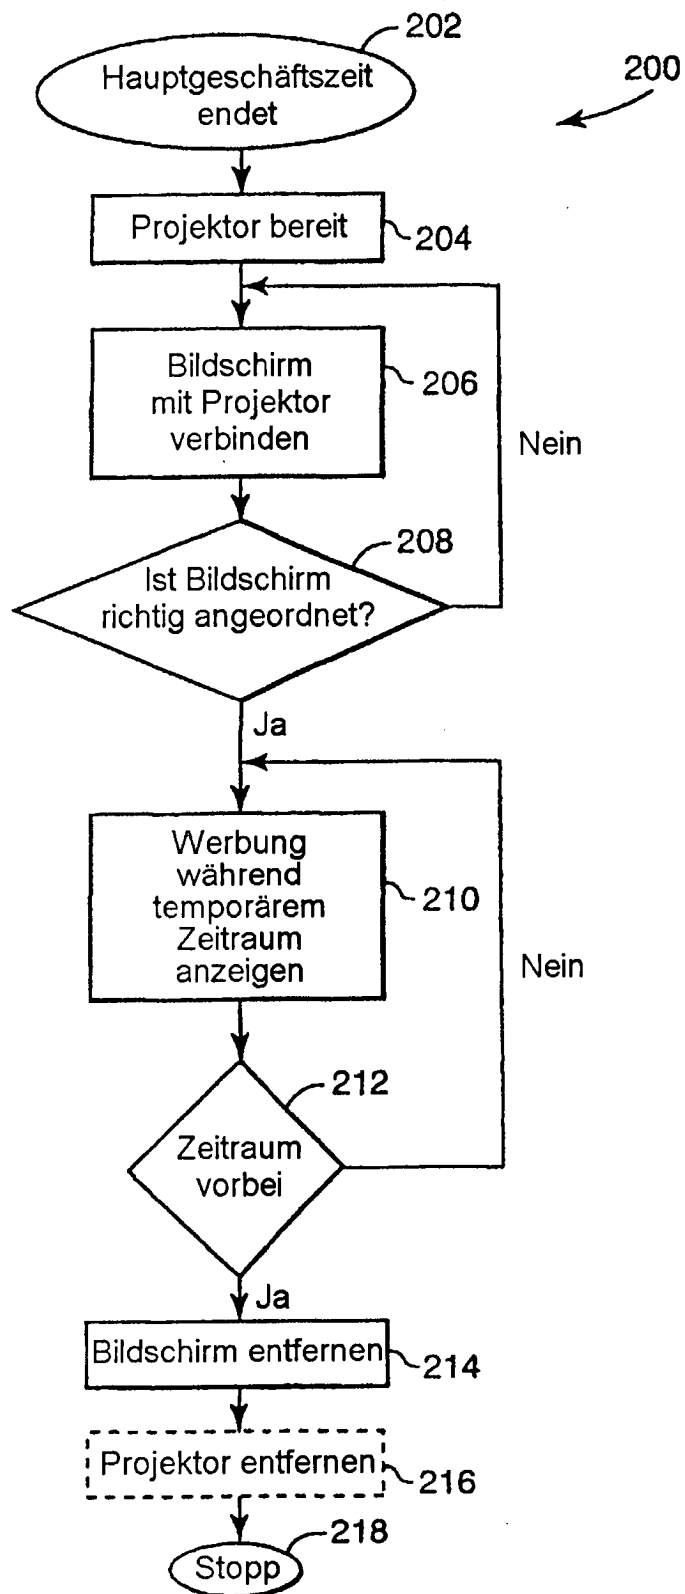 202
Hauptgeschäftszeit
endet
200
Projektor bereit
204
Bildschirm
mit Projektor
verbinden
206
Nein
208
Ist Bildschirm
richtig angeordnet?
Ja
Werbung
während
temporärem
Zeitraum
anzeigen
210
Nein
212
Zeitraum
vorbei
Ja
Bildschirm entfernen
214
Projektor entfernen
216
218
Stopp